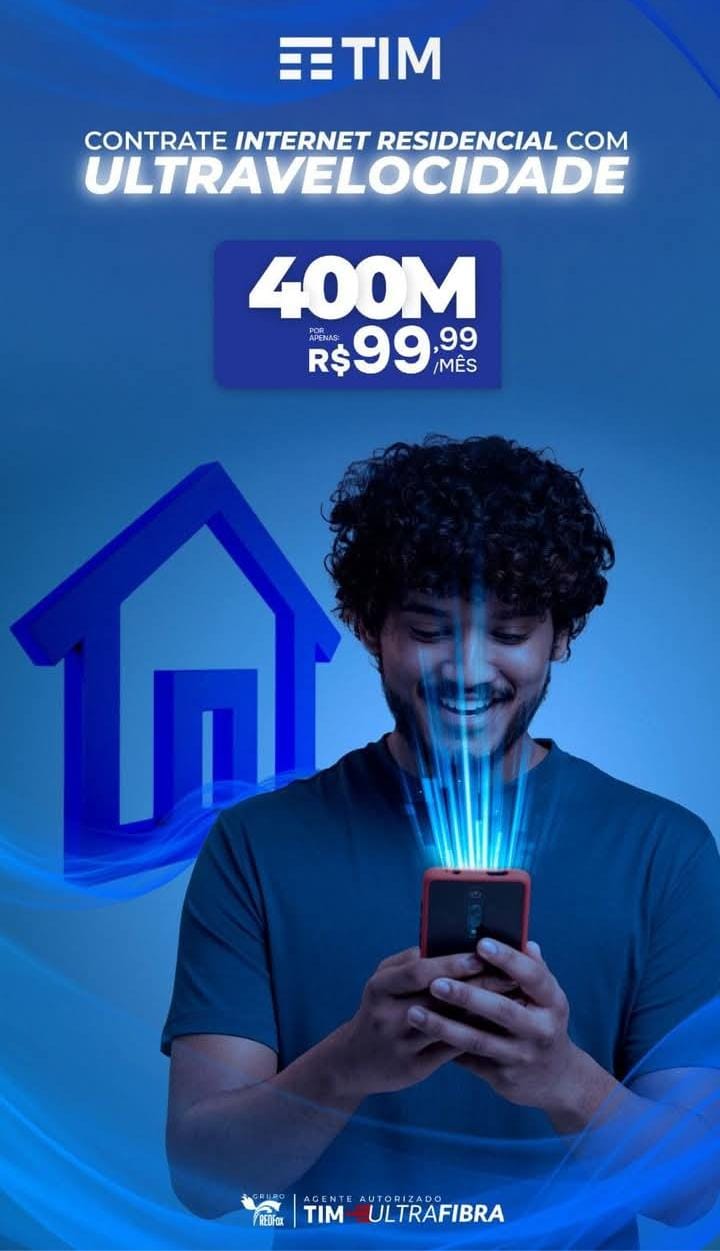 TIM
CONTRATE INTERNET RESIDENCIAL COM
ULTRAVELOCIDADE
400M
POR APENAS:
R$99,99
/MÊS
GRUPO
REDFox
AGENTE AUTORIZADO
TIM ULTRAFIBRA